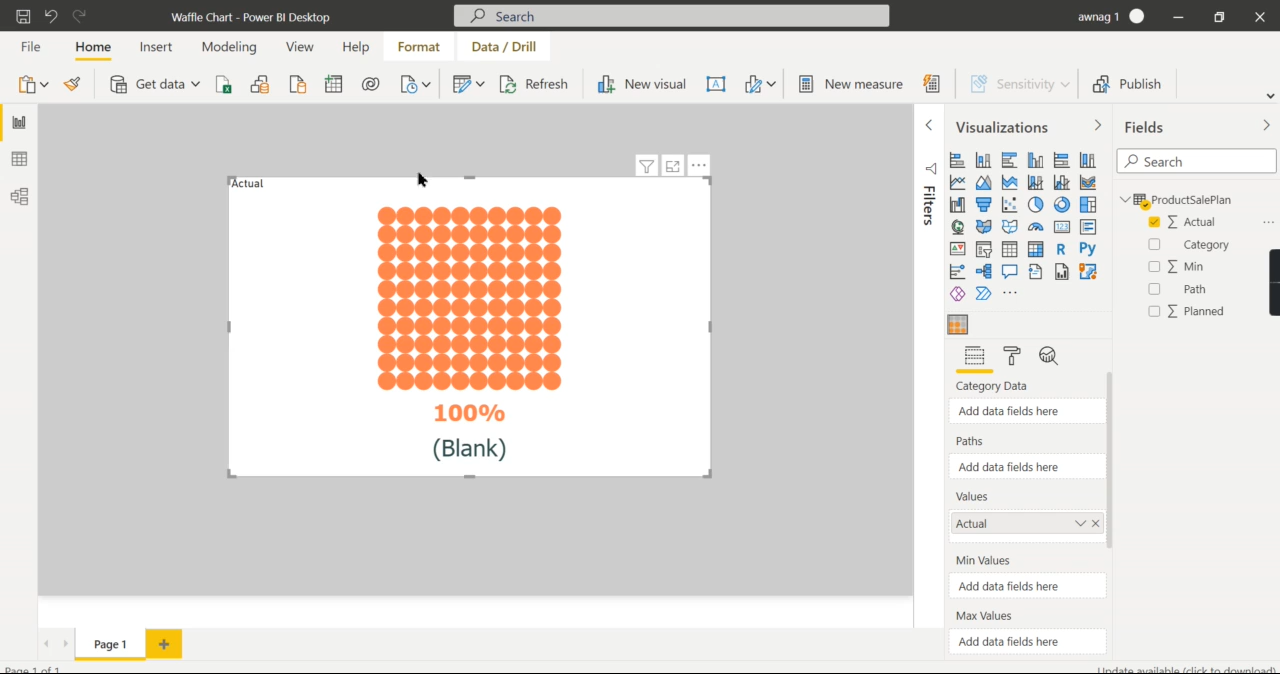 Waffle Chart - Power BI Desktop
Search
awnag 1
File
Home
Insert
Modeling
View
Help
Format
Data / Drill
Get data
Refresh
New visual
New measure
Sensitivity
Publish
Actual
100%
(Blank)
Filters
Visualizations
R
Py
Category Data
Add data fields here
Paths
Add data fields here
Values
Actual
Min Values
Add data fields here
Max Values
Add data fields here
Fields
Search
ProductSalePlan
Actual
Category
Min
Path
Planned
Page 1
Page 1 of 1
Update available (click to download)